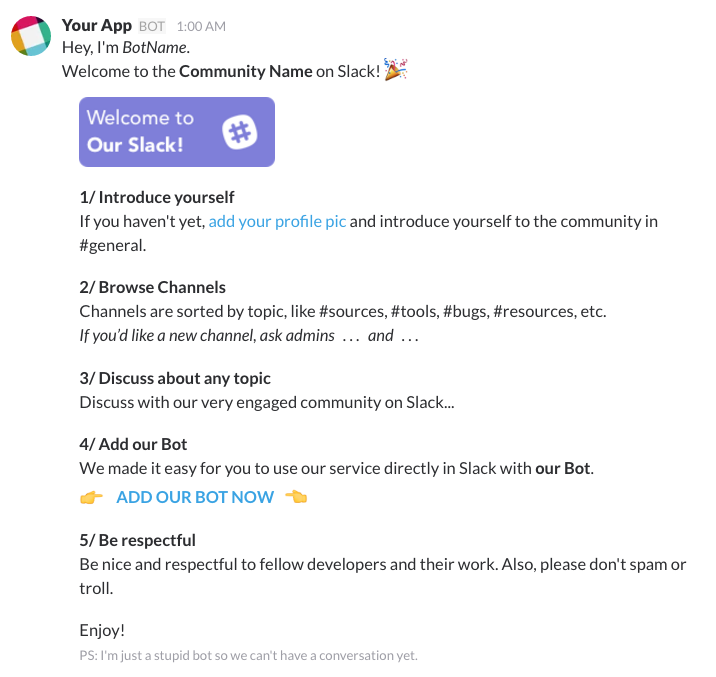 Your App BOT 1:00 AM
Hey, I'm BotName.
Welcome to the Community Name on Slack! 🎉
Welcome to
Our Slack!
1/ Introduce yourself
If you haven't yet, add your profile pic and introduce yourself to the community in
#general.
2/ Browse Channels
Channels are sorted by topic, like #sources, #tools, #bugs, #resources, etc.
If you’d like a new channel, ask admins ... and ...
3/ Discuss about any topic
Discuss with our very engaged community on Slack...
4/ Add our Bot
We made it easy for you to use our service directly in Slack with our Bot.
👉 ADD OUR BOT NOW 👈
5/ Be respectful
Be nice and respectful to fellow developers and their work. Also, please don't spam or
troll.
Enjoy!
PS: I'm just a stupid bot so we can't have a conversation yet.